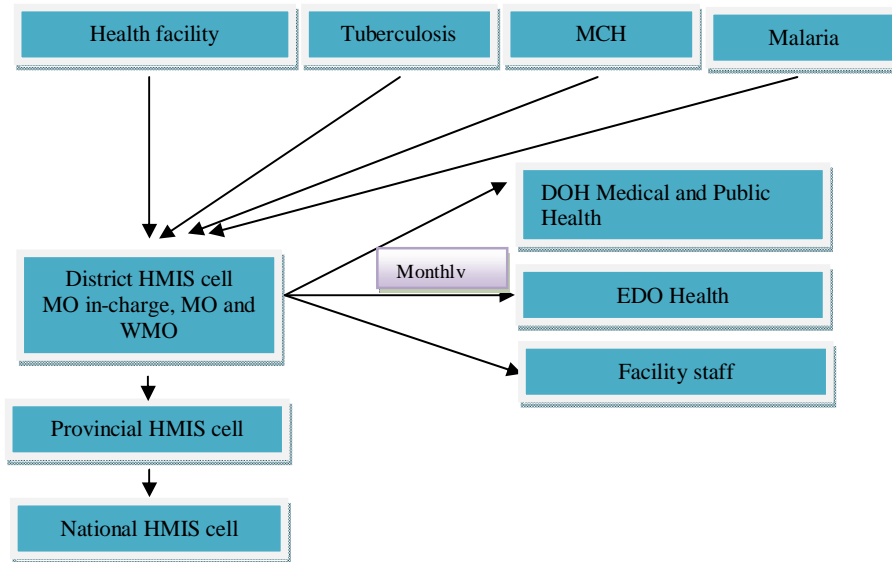 Health facility
Tuberculosis
MCH
Malaria
DOH Medical and Public
Health
Monthly
District HMIS cell
MO in-charge, MO and
WMO
EDO Health
Facility staff
Provincial HMIS cell
National HMIS cell